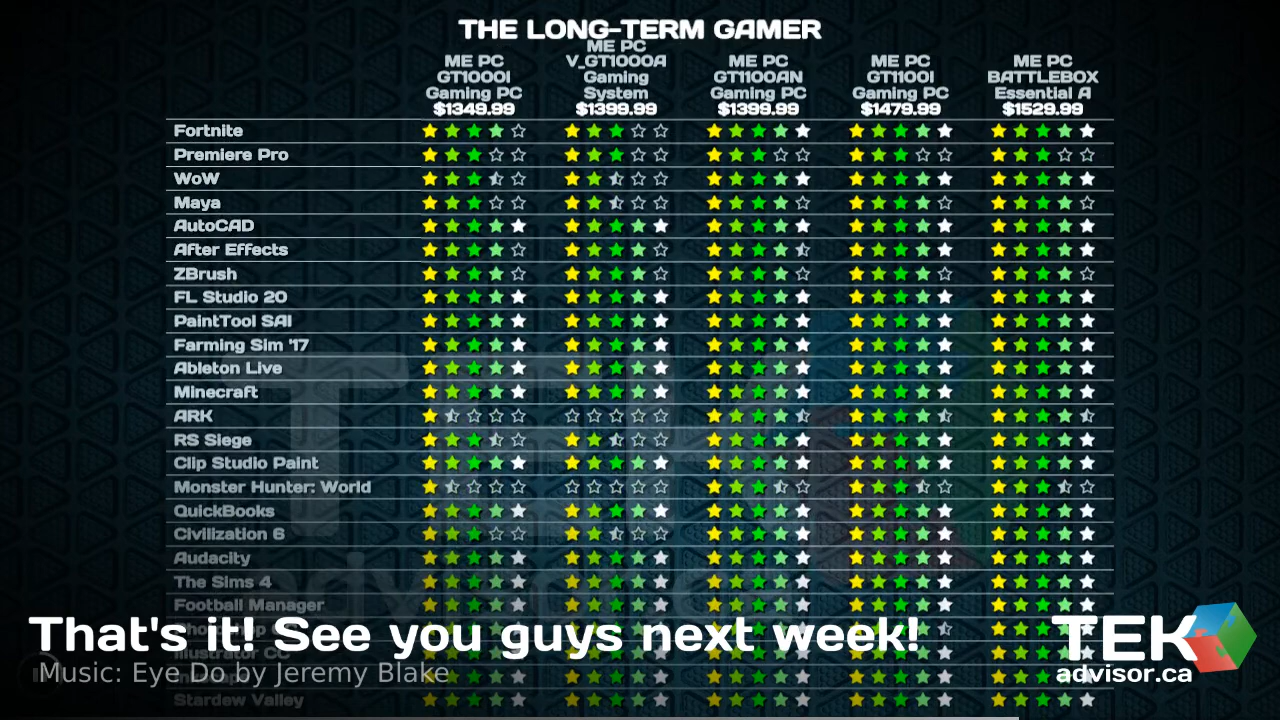 THE LONG-TERM GAMER
ME PC GT1000I Gaming PC $1349.99
ME PC V_GT1000A Gaming System $1399.99
ME PC GT1100AN Gaming PC $1399.99
ME PC GT1100I Gaming PC $1479.99
ME PC BATTLEBOX Essential A $1529.99
Fortnite
Premiere Pro
WoW
Maya
AutoCAD
After Effects
ZBrush
FL Studio 20
PaintTool SAI
Farming Sim '17
Ableton Live
Minecraft
ARK
RS Siege
Clip Studio Paint
Monster Hunter: World
QuickBooks
Civilization 6
Audacity
The Sims 4
Football Manager
That's it! See you guys next week!
Illustrator CC
Music: Eye Do by Jeremy Blake
Stardew Valley
TEK
advisor.ca